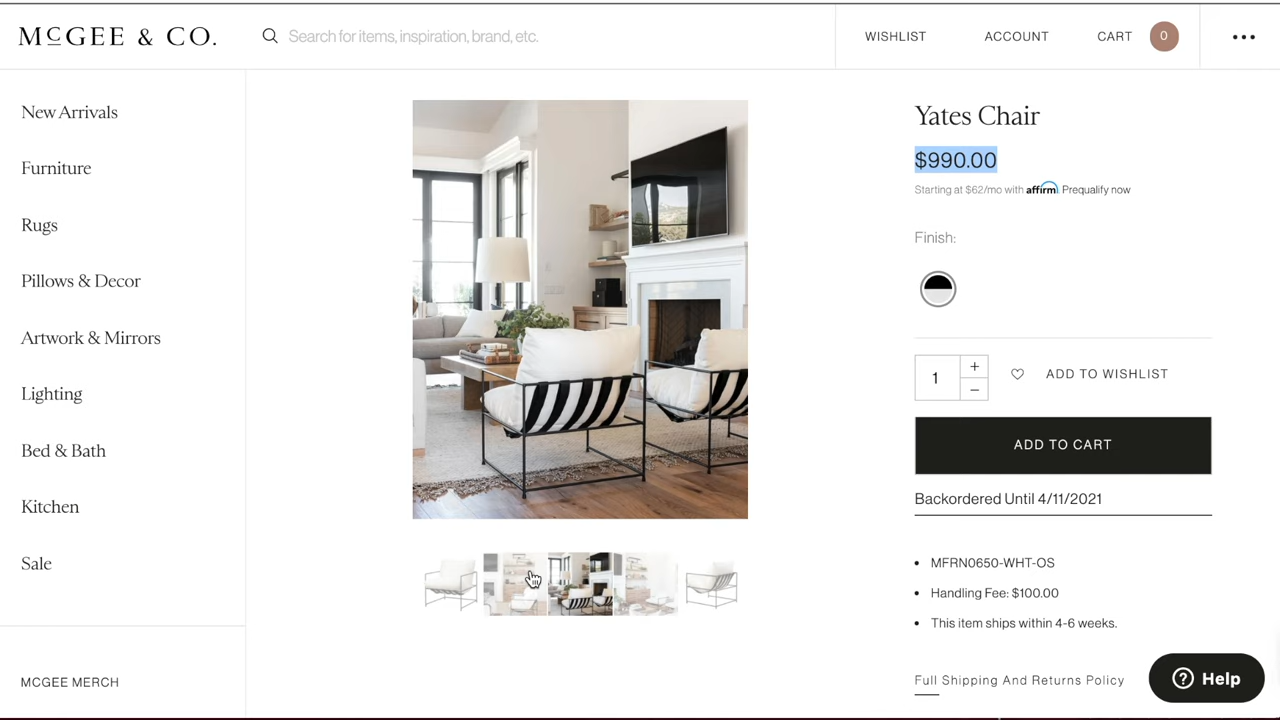 McGEE & CO.
Search for items, inspiration, brand, etc.
WISHLIST
ACCOUNT
CART
0
New Arrivals
Furniture
Rugs
Pillows & Decor
Artwork & Mirrors
Lighting
Bed & Bath
Kitchen
Sale
MCGEE MERCH
Yates Chair
$990.00
Starting at $62/mo with affirm. Prequalify now
Finish:
1
+
−
ADD TO WISHLIST
ADD TO CART
Backordered Until 4/11/2021
• MFRN0650-WHT-OS
• Handling Fee: $100.00
• This item ships within 4-6 weeks.
Full Shipping And Returns Policy
? Help